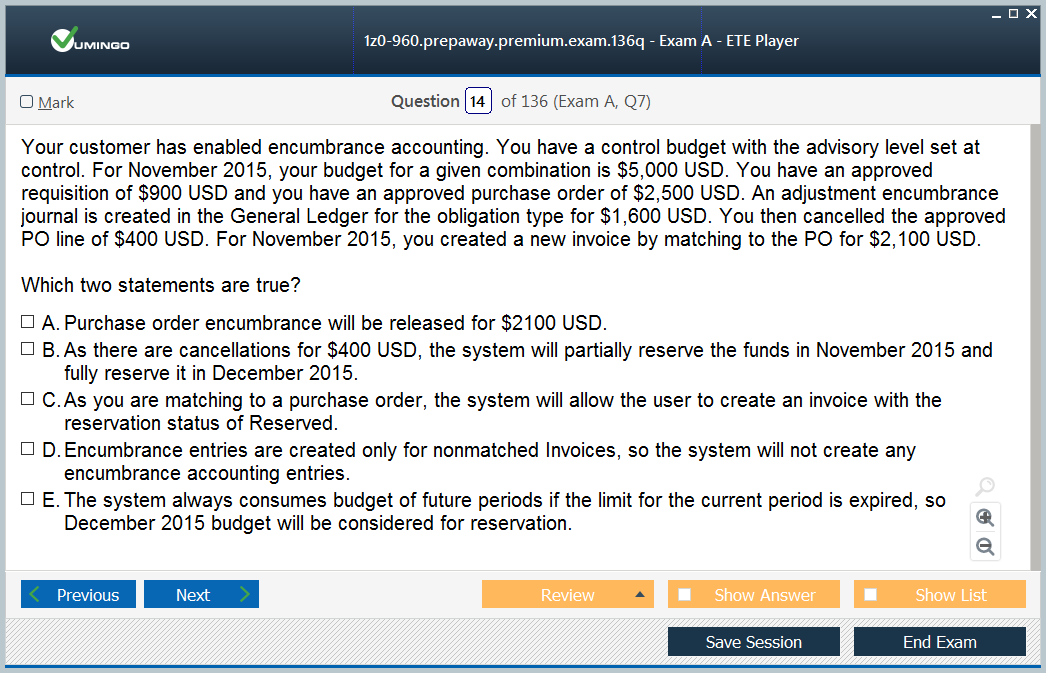 VUMINGO
1z0-960.prepaway.premium.exam.136q - Exam A - ETE Player
Mark
Question 14 of 136 (Exam A, Q7)
Your customer has enabled encumbrance accounting. You have a control budget with the advisory level set at
control. For November 2015, your budget for a given combination is $5,000 USD. You have an approved
requisition of $900 USD and you have an approved purchase order of $2,500 USD. An adjustment encumbrance
journal is created in the General Ledger for the obligation type for $1,600 USD. You then cancelled the approved
PO line of $400 USD. For November 2015, you created a new invoice by matching to the PO for $2,100 USD.
Which two statements are true?
A. Purchase order encumbrance will be released for $2100 USD.
B. As there are cancellations for $400 USD, the system will partially reserve the funds in November 2015 and
fully reserve it in December 2015.
C. As you are matching to a purchase order, the system will allow the user to create an invoice with the
reservation status of Reserved.
D. Encumbrance entries are created only for nonmatched Invoices, so the system will not create any
encumbrance accounting entries.
E. The system always consumes budget of future periods if the limit for the current period is expired, so
December 2015 budget will be considered for reservation.
Previous
Next
Review
Show Answer
Show List
Save Session
End Exam